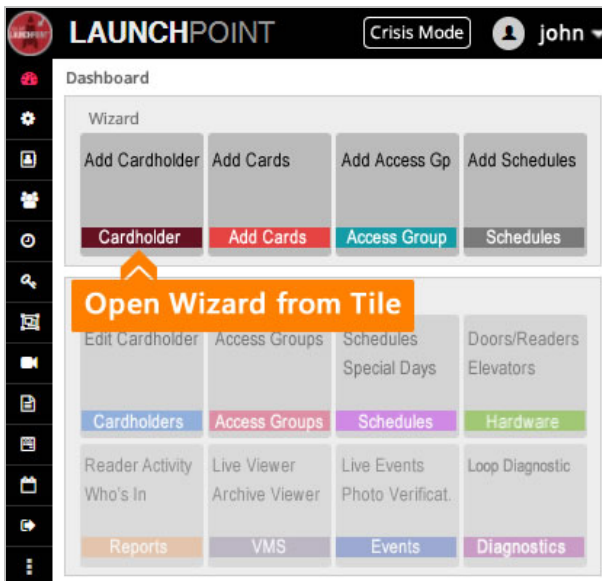 LAUNCHPOINT
Crisis Mode
john
Dashboard
Wizard
Add Cardholder
Add Cards
Add Access Gp
Add Schedules
Cardholder
Add Cards
Access Group
Schedules
Open Wizard from Tile
Edit Cardholder
Access Groups
Schedules
Special Days
Doors/Readers
Elevators
Cardholders
Access Groups
Schedules
Hardware
Reader Activity
Who's In
Live Viewer
Archive Viewer
Live Events
Photo Verificat.
Loop Diagnostic
Reports
VMS
Events
Diagnostics